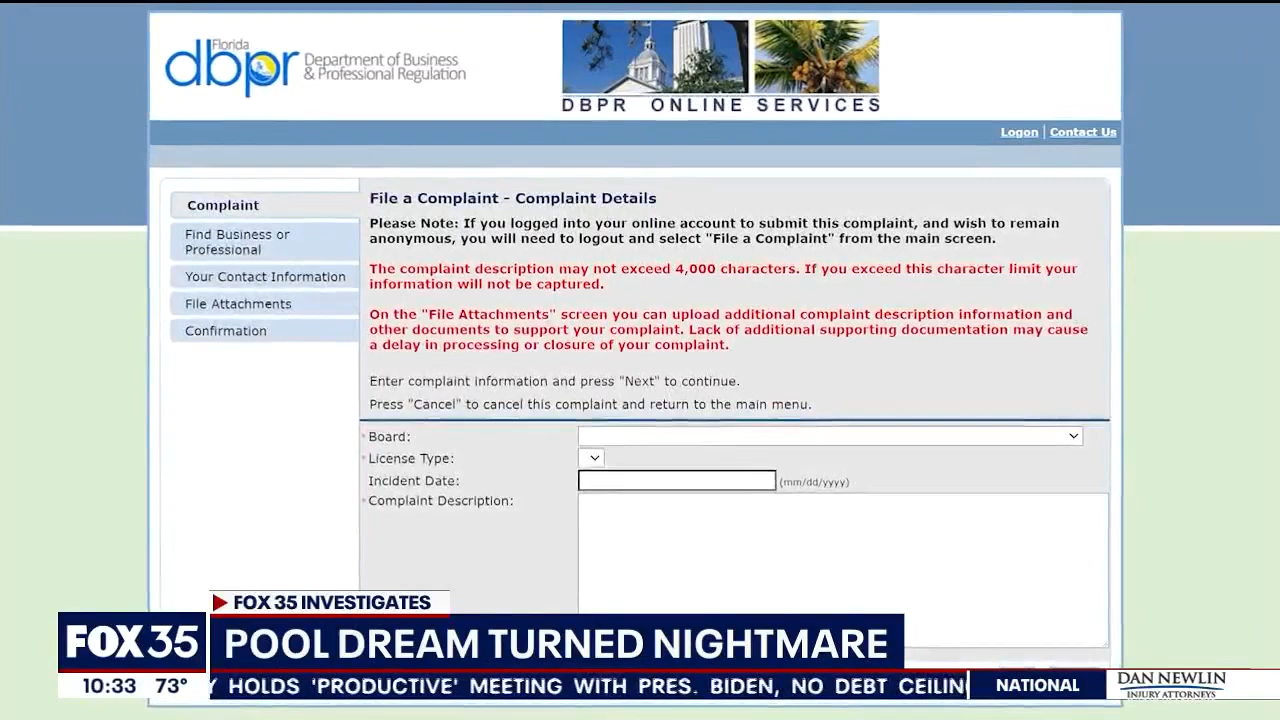 Florida
dbpr
Department of Business
& Professional Regulation
DBPR ONLINE SERVICES
Logon | Contact Us
Complaint
Find Business or
Professional
Your Contact Information
File Attachments
Confirmation
File a Complaint - Complaint Details
Please Note: If you logged into your online account to submit this complaint, and wish to remain
anonymous, you will need to logout and select "File a Complaint" from the main screen.
The complaint description may not exceed 4,000 characters. If you exceed this character limit your
information will not be captured.
On the "File Attachments" screen you can upload additional complaint description information and
other documents to support your complaint. Lack of additional supporting documentation may cause
a delay in processing or closure of your complaint.
Enter complaint information and press "Next" to continue.
Press "Cancel" to cancel this complaint and return to the main menu.
* Board:
* License Type:
Incident Date: (mm/dd/yyyy)
* Complaint Description:
FOX 35 INVESTIGATES
FOX 35
POOL DREAM TURNED NIGHTMARE
10:33 73°
Y HOLDS 'PRODUCTIVE' MEETING WITH PRES. BIDEN, NO DEBT CEILIN
NATIONAL
DAN NEWLIN
INJURY ATTORNEYS